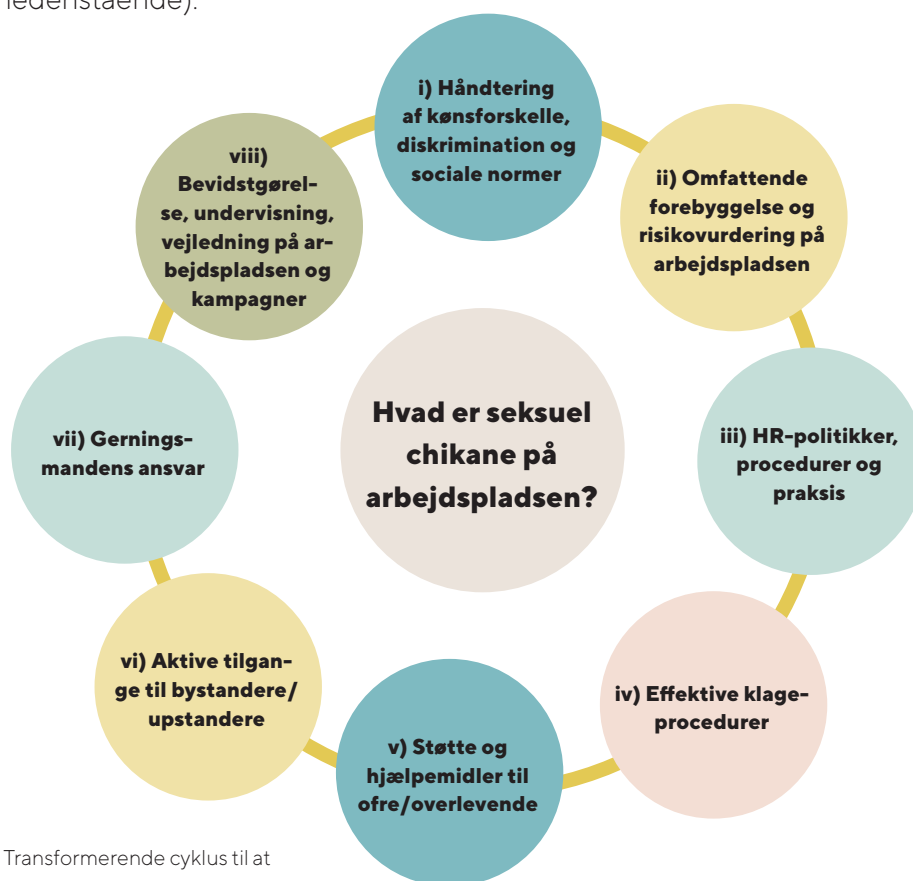 nedenstående).
i) Håndtering
af kønsforskelle,
diskrimination og
sociale normer
ii) Omfattende
forebyggelse og
risikovurdering på
arbejdspladsen
iii) HR-politikker,
procedurer og
praksis
iv) Effektive klage-
procedurer
v) Støtte og
hjælpemidler til
ofre/overlevende
vi) Aktive tilgan-
ge til bystandere/
upstandere
vii) Gernings-
mandens ansvar
viii)
Bevidstgørel-
se, undervisning,
vejledning på ar-
bejdspladsen og
kampagner
Hvad er seksuel
chikane på
arbejdspladsen?
Transformerende cyklus til at